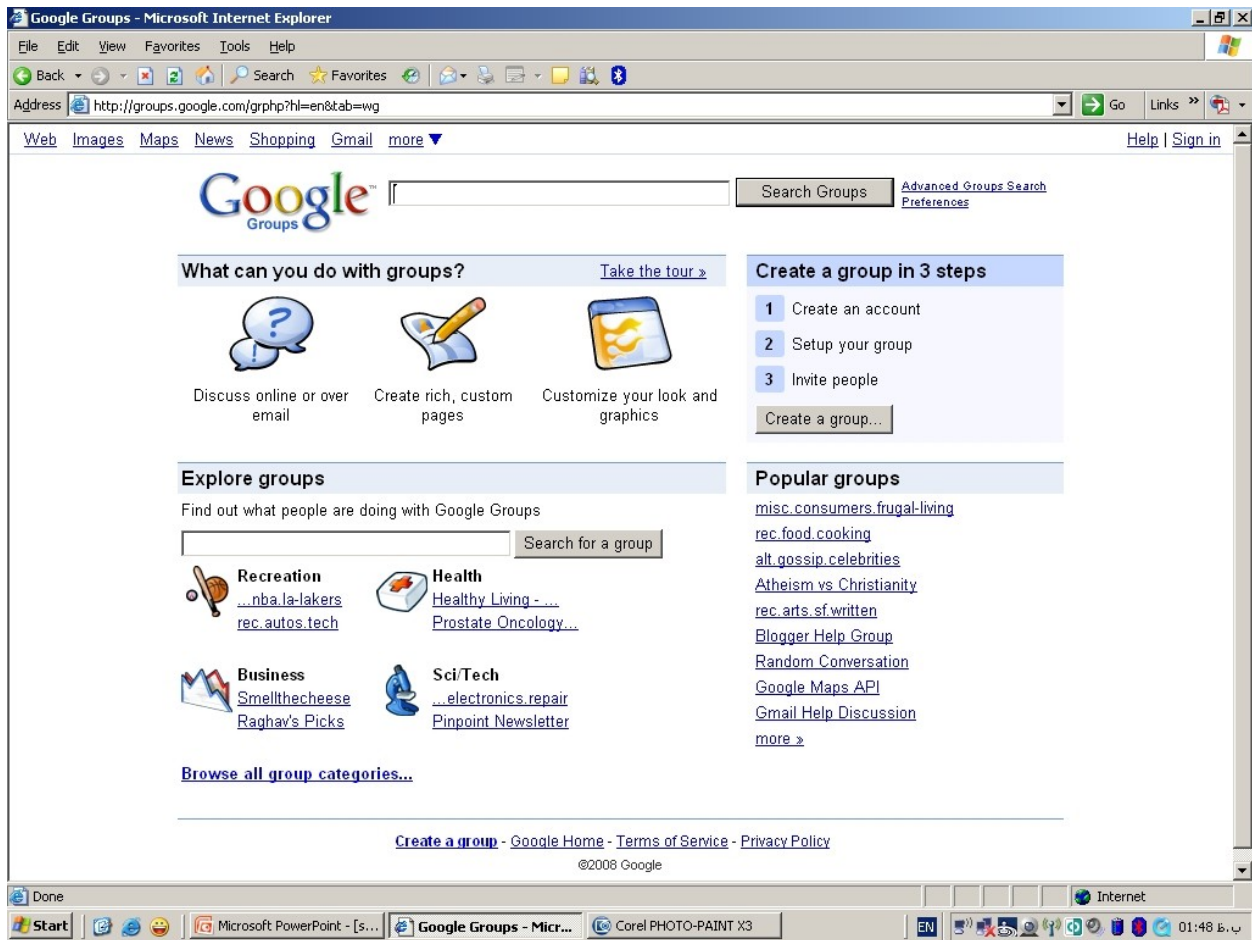 Google Groups - Microsoft Internet Explorer
File Edit View Favorites Tools Help
Back Search Favorites
Address http://groups.google.com/grphp?hl=en&tab=wg Go Links »
Web Images Maps News Shopping Gmail more ▼ Help | Sign in
Google™ Groups
Search Groups
Advanced Groups Search
Preferences
What can you do with groups? Take the tour »
Discuss online or over email
Create rich, custom pages
Customize your look and graphics
Create a group in 3 steps
1 Create an account
2 Setup your group
3 Invite people
Create a group...
Explore groups
Find out what people are doing with Google Groups
Search for a group
Recreation
...nba.la-lakers
rec.autos.tech
Health
Healthy Living - ...
Prostate Oncology...
Business
Smellthecheese
Raghav's Picks
Sci/Tech
...electronics.repair
Pinpoint Newsletter
Browse all group categories...
Popular groups
misc.consumers.frugal-living
rec.food.cooking
alt.gossip.celebrities
Atheism vs Christianity
rec.arts.sf.written
Blogger Help Group
Random Conversation
Google Maps API
Gmail Help Discussion
more »
Create a group - Google Home - Terms of Service - Privacy Policy
©2008 Google
Done Internet
Start Microsoft PowerPoint - [s... Google Groups - Micr... Corel PHOTO-PAINT X3 EN 01:48 ب.ظ